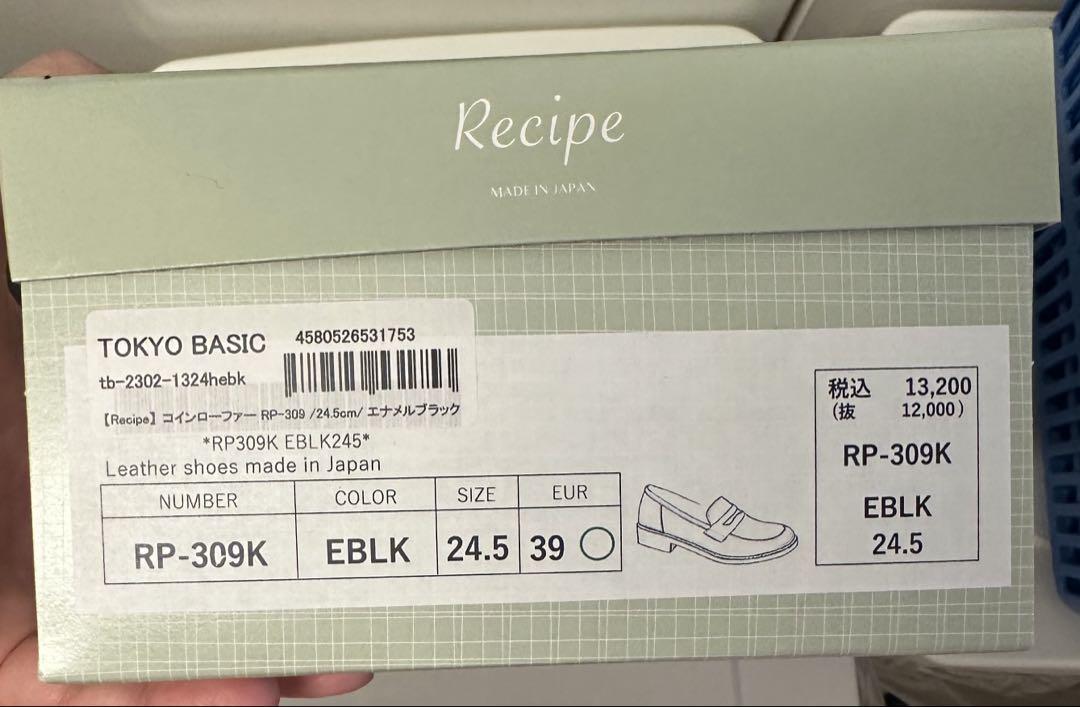 Recipe
MADE IN JAPAN
TOKYO BASIC
4580526531753
tb-2302-1324hebk
【Recipe】コインローファー RP-309 /24.5cm/ エナメルブラック
*RP309K EBLK245*
Leather shoes made in Japan
NUMBER COLOR SIZE EUR
RP-309K EBLK 24.5 39 ○
税込 13,200
(抜 12,000)
RP-309K
EBLK
24.5